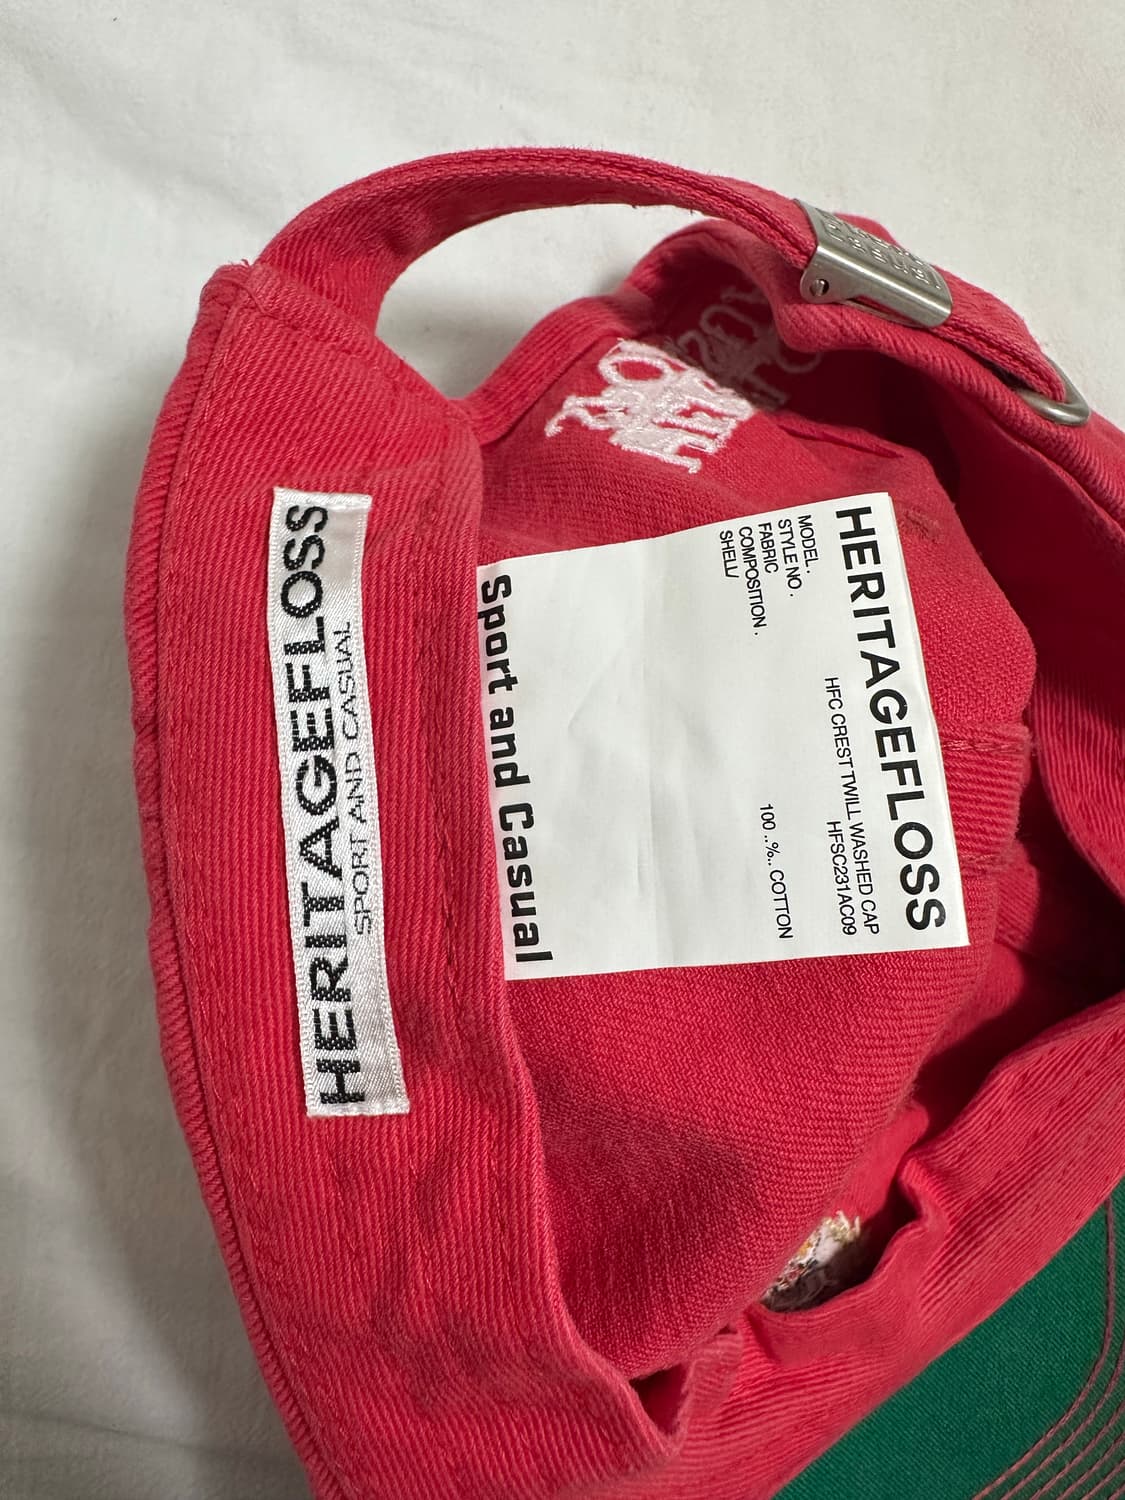 HERITAGEFLOSS
SPORT AND CASUAL
HERITAGEFLOSS
MODEL . HFC CREST TWILL WASHED CAP
STYLE NO . HFSC231AC09
FABRIC
COMPOSITION .
SHELL/ 100 ..%.. COTTON
Sport and Casual